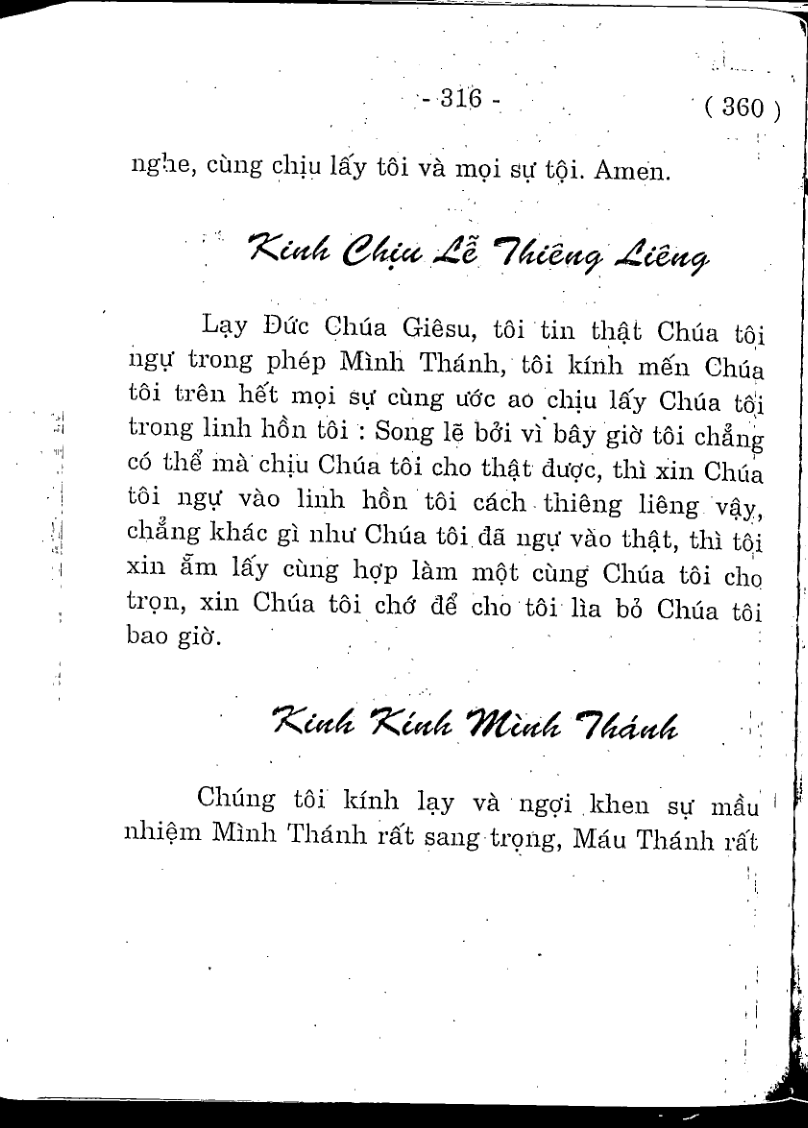 - 316 -
( 360 )
nghe, cùng chịu lấy tôi và mọi sự tội. Amen.
Kinh Chịu Lễ Thiêng Liêng
Lạy Đức Chúa Giêsu, tôi tin thật Chúa tôi
ngự trong phép Mình Thánh, tôi kính mến Chúa
tôi trên hết mọi sự cùng ước ao chịu lấy Chúa tôi
trong linh hồn tôi : Song lẽ bởi vì bây giờ tôi chẳng
có thể mà chịu Chúa tôi cho thật được, thì xin Chúa
tôi ngự vào linh hồn tôi cách thiêng liêng vậy,
chẳng khác gì như Chúa tôi đã ngự vào thật, thì tôi
xin ẵm lấy cùng hợp làm một cùng Chúa tôi cho
trọn, xin Chúa tôi chớ để cho tôi lìa bỏ Chúa tôi
bao giờ.
Kinh Kính Mình Thánh
Chúng tôi kính lạy và ngợi khen sự mầu
nhiệm Mình Thánh rất sang trọng, Máu Thánh rất